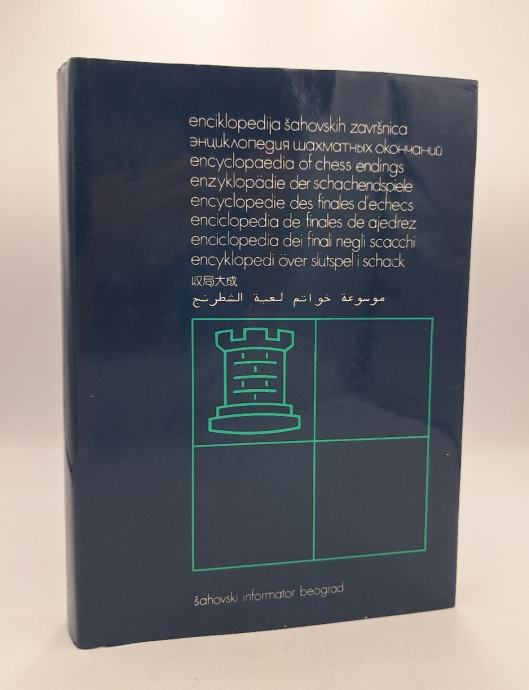 enciklopedija šahovskih završnica
энциклопедия шахматных окончаний
encyclopaedia of chess endings
enzyklopädie der schachendspiele
encyclopedie des finales d'echecs
enciclopedia de finales de ajedrez
enciclopedia dei finali negli scacchi
encyklopedi över slutspel i schack
収局大成
موسوعة خواتم لعبة الشطرنج
šahovski informator beograd